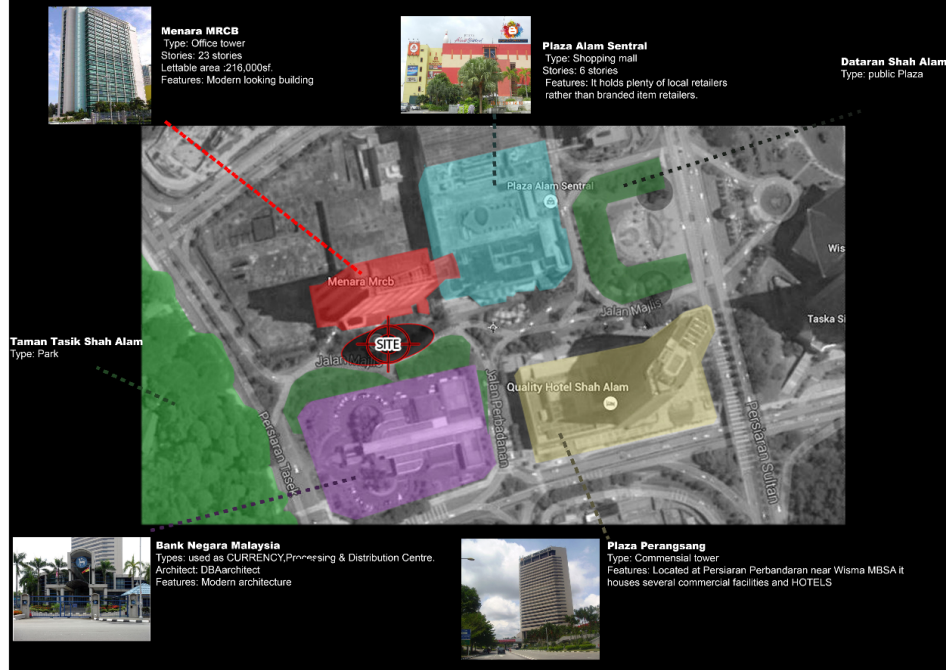 Menara MRCB
Type: Office tower
Stories: 23 stories
Lettable area :216,000sf.
Features: Modern looking building
Plaza Alam Sentral
Type: Shopping mall
Stories: 6 stories
Features: It holds plenty of local retailers
rather than branded item retailers.
Dataran Shah Alam
Type: public Plaza
Plaza Alam Sentral
Wis
Menara Mrcb
Jalan Majlis
Taska Si
Taman Tasik Shah Alam
Type: Park
SITE
Jalan Majlis
Quality Hotel Shah Alam
Jalan Perbadanan
Persiaran Tasek
Persiaran Sultan
Bank Negara Malaysia
Types: used as CURRENCY,Processing & Distribution Centre.
Architect: DBAarchitect
Features: Modern architecture
Plaza Perangsang
Type: Commensial tower
Features: Located at Persiaran Perbandaran near Wisma MBSA it
houses several commercial facilities and HOTELS